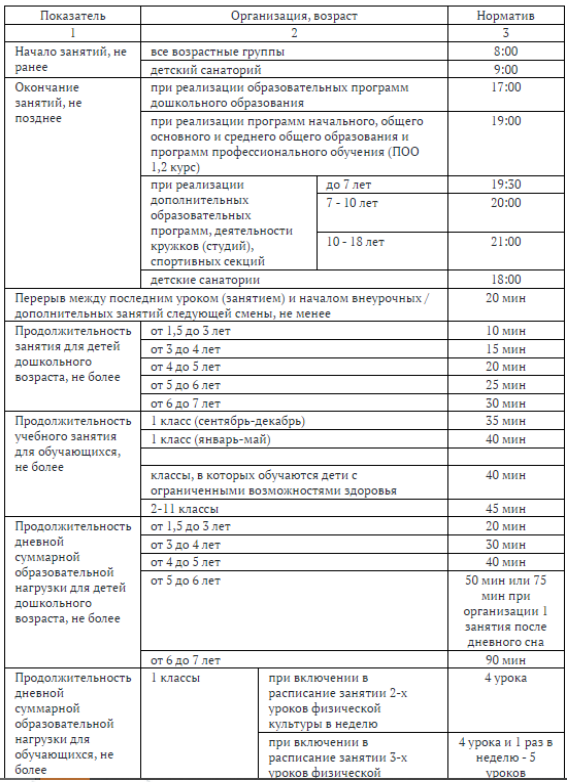 Показатель Организация, возраст Норматив
1 2 3
Начало занятий, не ранее
все возрастные группы 8:00
детский санаторий 9:00
Окончание занятий, не позднее
при реализации образовательных программ
дошкольного образования 17:00
при реализации программ начального, общего
основного и среднего общего образования и
программ профессионального обучения (ПОО
1,2 курс) 19:00
при реализации
дополнительных
образовательных
программ, деятельности
кружков (студий),
спортивных секций
до 7 лет 19:30
7 - 10 лет 20:00
10 - 18 лет 21:00
детские санатории 18:00
Перерыв между последним уроком (занятием) и началом внеурочных /
дополнительных занятий следующей смены, не менее 20 мин
Продолжительность
занятия для детей
дошкольного
возраста, не более
от 1,5 до 3 лет 10 мин
от 3 до 4 лет 15 мин
от 4 до 5 лет 20 мин
от 5 до 6 лет 25 мин
от 6 до 7 лет 30 мин
Продолжительность
учебного занятия
для обучающихся,
не более
1 класс (сентябрь-декабрь) 35 мин
1 класс (январь-май) 40 мин
классы, в которых обучаются дети с
ограниченными возможностями здоровья 40 мин
2-11 классы 45 мин
Продолжительность
дневной
суммарной
образовательной
нагрузки для детей
дошкольного
возраста, не более
от 1,5 до 3 лет 20 мин
от 3 до 4 лет 30 мин
от 4 до 5 лет 40 мин
от 5 до 6 лет
50 мин или 75
мин при
организации 1
занятия после
дневного сна
от 6 до 7 лет 90 мин
Продолжительность
дневной
суммарной
образовательной
нагрузки для
обучающихся, не
более
1 классы
при включении в
расписание занятии 2-х
уроков физической
культуры в неделю
4 урока
при включении в
расписание занятии 3-х
уроков физической
4 урока и 1 раз в
неделю - 5
уроков